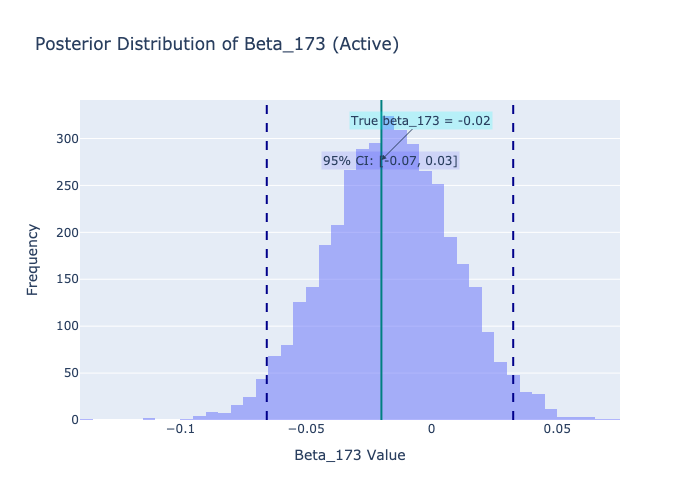 Posterior Distribution of Beta_173 (Active)
True beta_173 = -0.02
95% CI: [-0.07, 0.03]
300
250
200
150
100
50
0
Frequency
−0.1
−0.05
0
0.05
Beta_173 Value